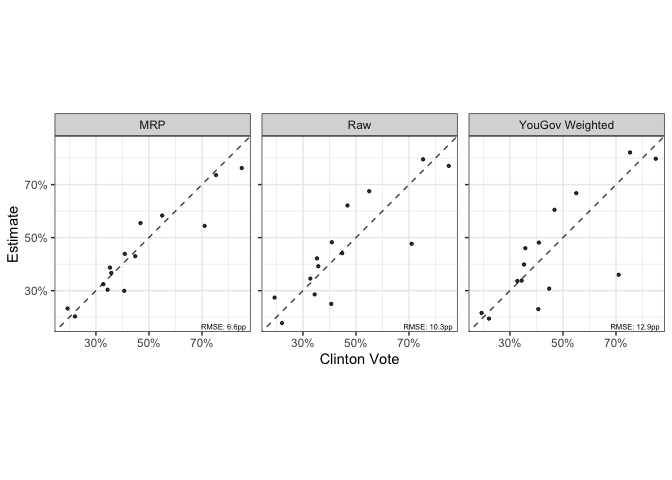 MRP
Raw
YouGov Weighted
Estimate
70%
50%
30%
RMSE: 6.6pp
RMSE: 10.3pp
RMSE: 12.9pp
30% 50% 70%
30% 50% 70%
30% 50% 70%
Clinton Vote